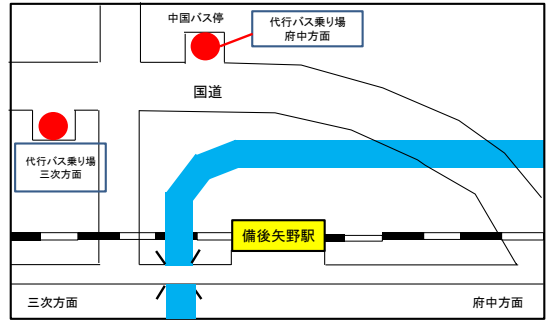 中国バス停
代行バス乗り場
府中方面
国道
代行バス乗り場
三次方面
備後矢野駅
三次方面
府中方面